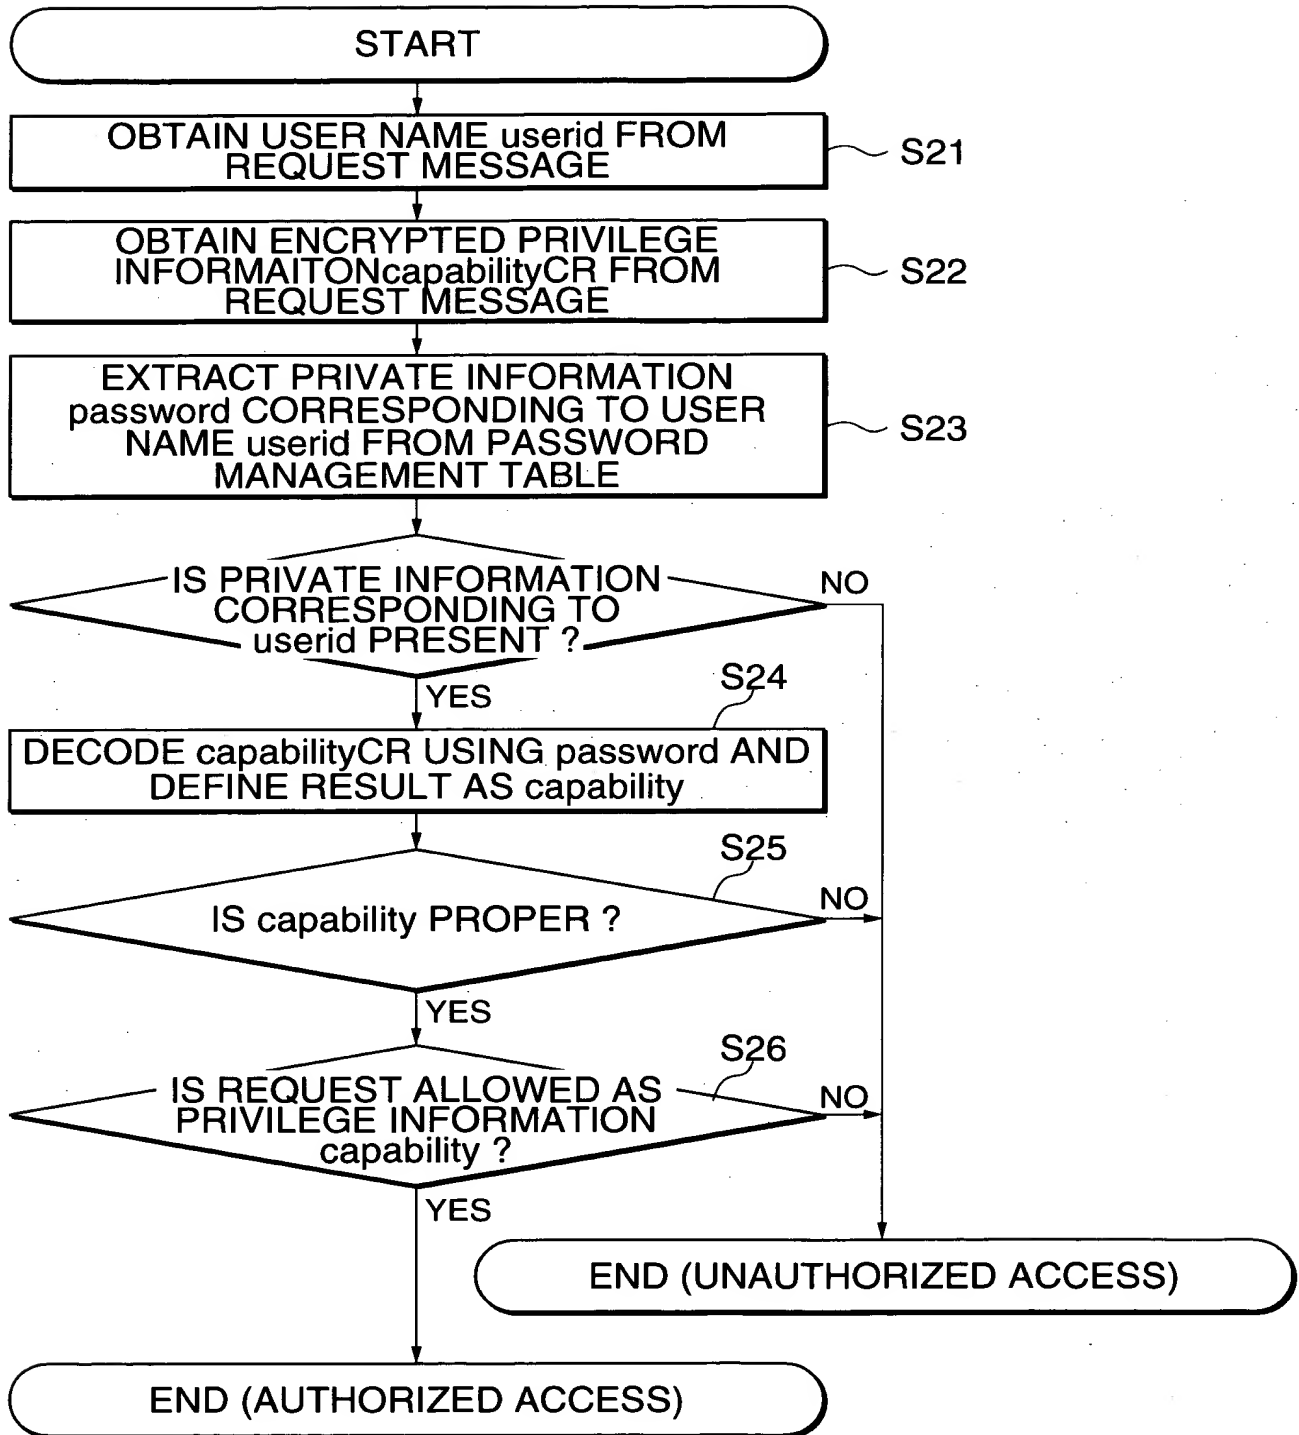 START
OBTAIN USER NAME userid FROM
REQUEST MESSAGE
S21
OBTAIN ENCRYPTED PRIVILEGE
INFORMAITONcapabilityCR FROM
REQUEST MESSAGE
S22
EXTRACT PRIVATE INFORMATION
password CORRESPONDING TO USER
NAME userid FROM PASSWORD
MANAGEMENT TABLE
S23
IS PRIVATE INFORMATION
CORRESPONDING TO
userid PRESENT ?
NO
YES
S24
DECODE capabilityCR USING password AND
DEFINE RESULT AS capability
S25
IS capability PROPER ?
NO
YES
S26
IS REQUEST ALLOWED AS
PRIVILEGE INFORMATION
capability ?
NO
YES
END (UNAUTHORIZED ACCESS)
END (AUTHORIZED ACCESS)